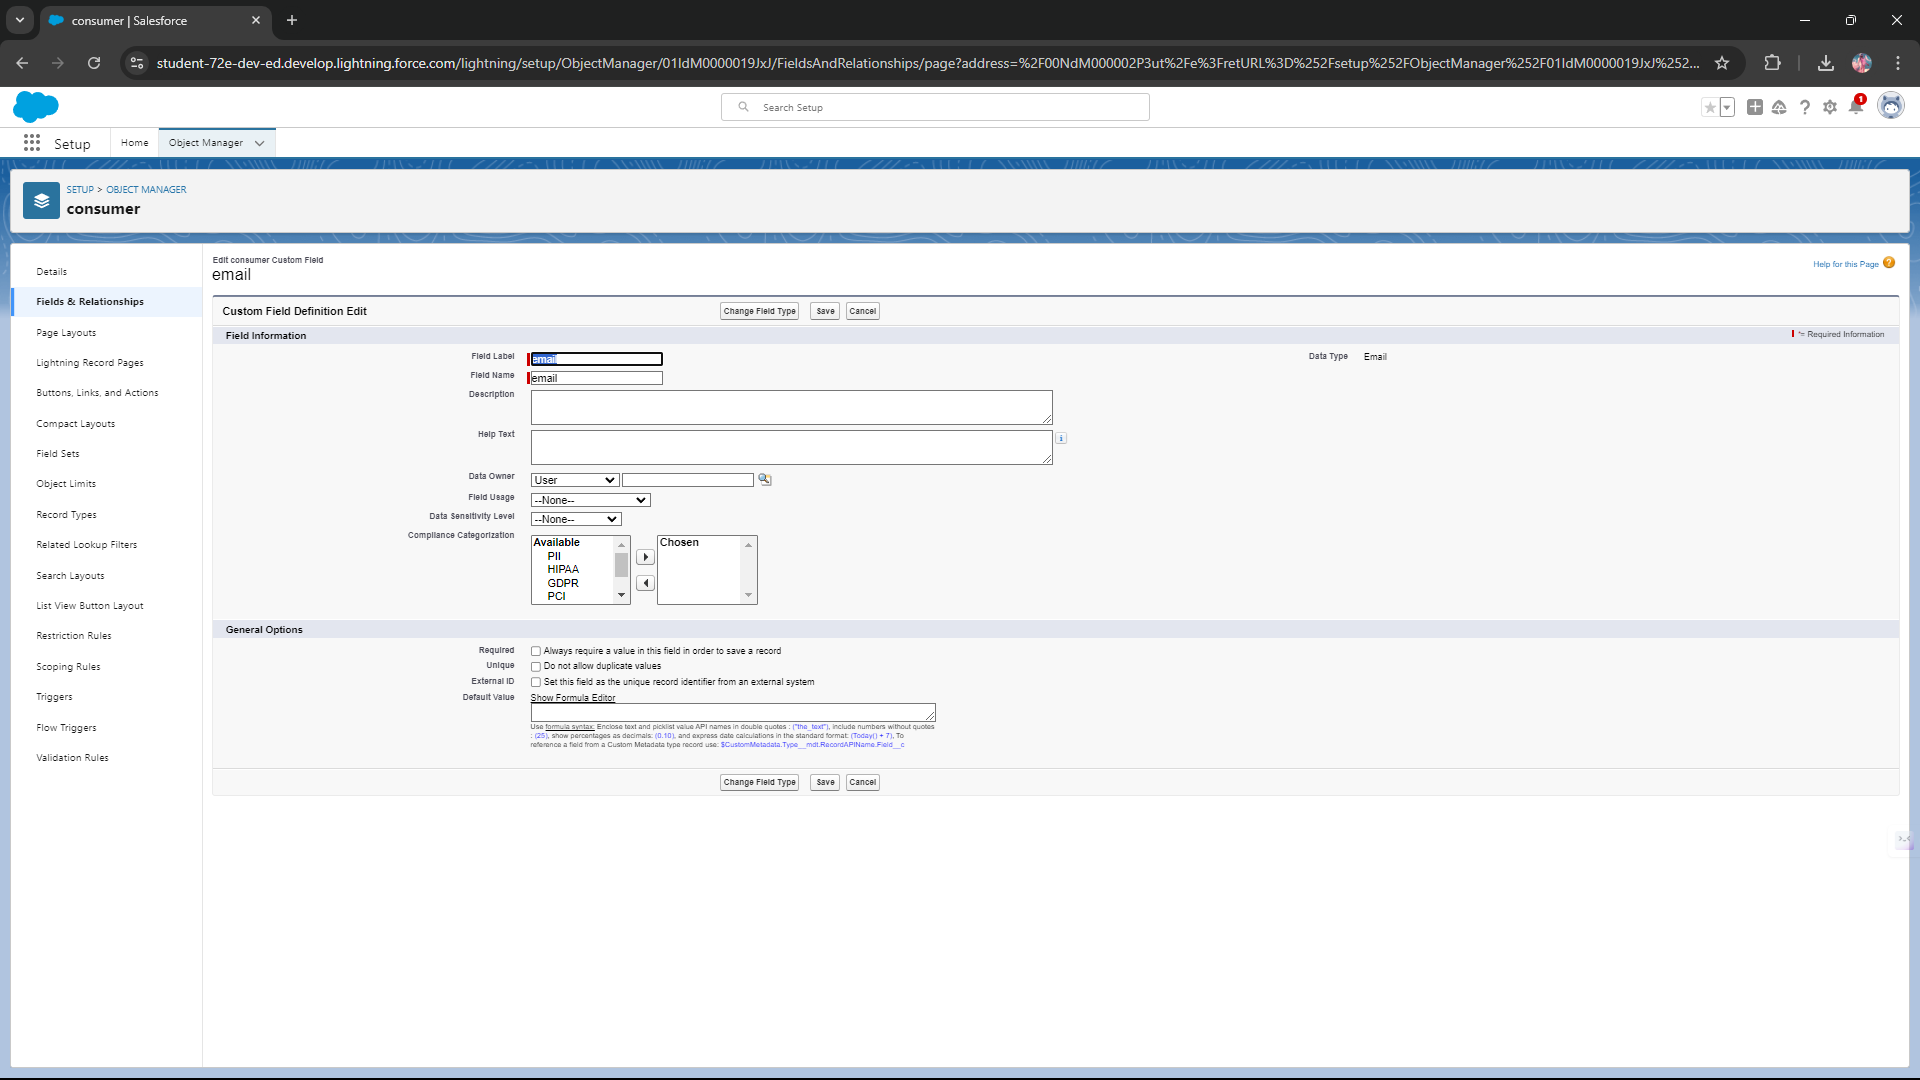 consumer | Salesforce
student-72e-dev-ed.develop.lightning.force.com/lightning/setup/ObjectManager/01IdM0000019JxJ/FieldsAndRelationships/page?address=%2F00NdM000002P3ut%2Fe%3FretURL%3D%252Fsetup%252FObjectManager%252F01IdM0000019JxJ%252...
Search Setup
1
Setup
Home
Object Manager
SETUP > OBJECT MANAGER
consumer
Details
Fields & Relationships
Page Layouts
Lightning Record Pages
Buttons, Links, and Actions
Compact Layouts
Field Sets
Object Limits
Record Types
Related Lookup Filters
Search Layouts
List View Button Layout
Restriction Rules
Scoping Rules
Triggers
Flow Triggers
Validation Rules
Edit consumer Custom Field
email
Help for this Page
Custom Field Definition Edit
Change Field Type Save Cancel
Field Information
= Required Information
Field Label email
Data Type Email
Field Name email
Description
Help Text
i
Data Owner User
Field Usage --None--
Data Sensitivity Level --None--
Compliance Categorization
Available
PII
HIPAA
GDPR
PCI
Chosen
General Options
Required Always require a value in this field in order to save a record
Unique Do not allow duplicate values
External ID Set this field as the unique record identifier from an external system
Default Value Show Formula Editor
Use formula syntax: Enclose text and picklist value API names in double quotes : ("the_text"), include numbers without quotes
: (25), show percentages as decimals: (0.10), and express date calculations in the standard format: (Today() + 7), To
reference a field from a Custom Metadata type record use: $CustomMetadata.Type__mdt.RecordAPIName.Field__c
Change Field Type Save Cancel